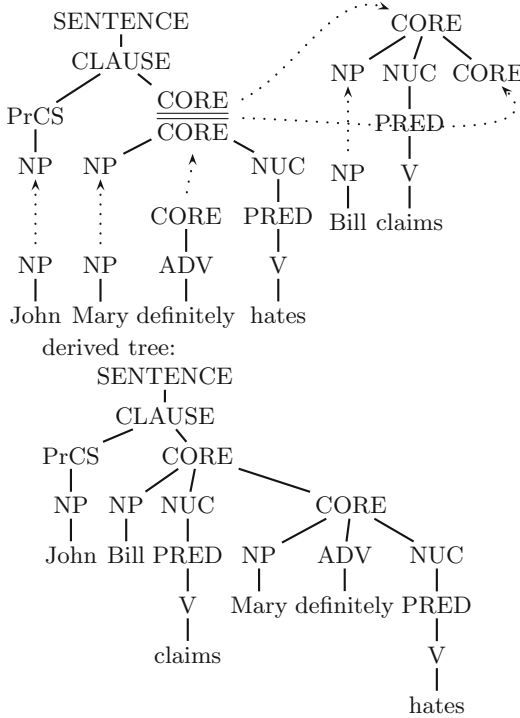 SENTENCE CORE
CLAUSE NP NUC CORE
PrCS CORE PRED
CORE
NP NP NUC NP V
CORE PRED Bill claims
NP NP ADV V
John Mary definitely hates
derived tree:
SENTENCE
CLAUSE
PrCS CORE
NP NP NUC CORE
John Bill PRED NP ADV NUC
V Mary definitely PRED
claims V
hates